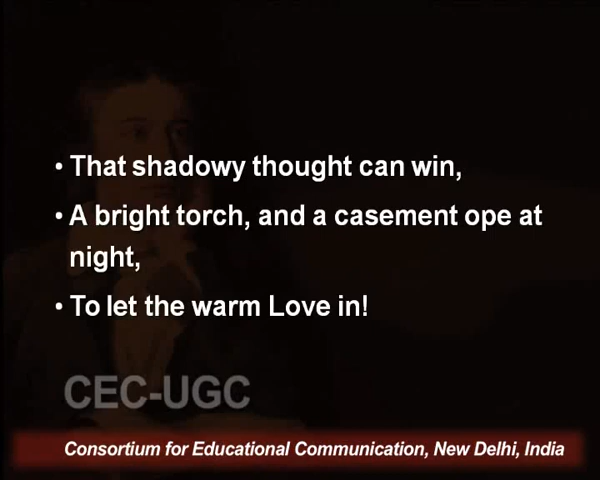 • That shadowy thought can win,
• A bright torch, and a casement ope at
night,
• To let the warm Love in!
CEC-UGC
Consortium for Educational Communication, New Delhi, India